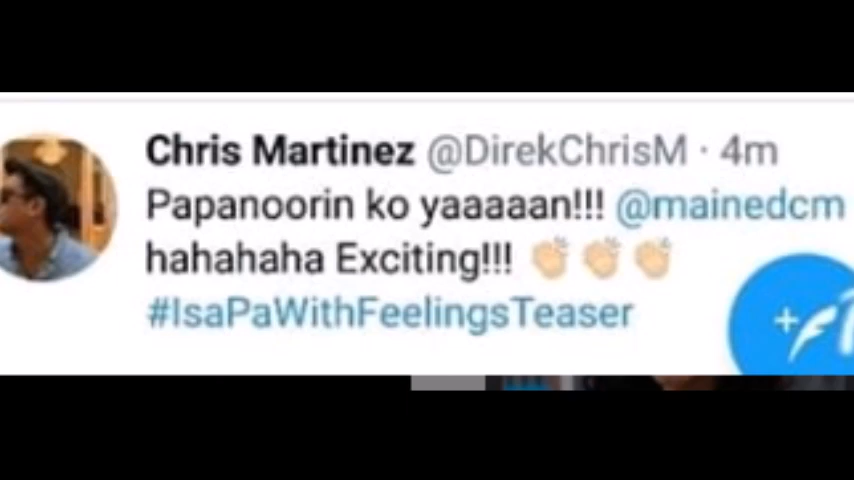 Chris Martinez @DirekChrisM · 4m
Papanoorin ko yaaaaan!!! @mainedcm
hahahaha Exciting!!! 👏🏻👏🏻👏🏻
#IsaPaWithFeelingsTeaser